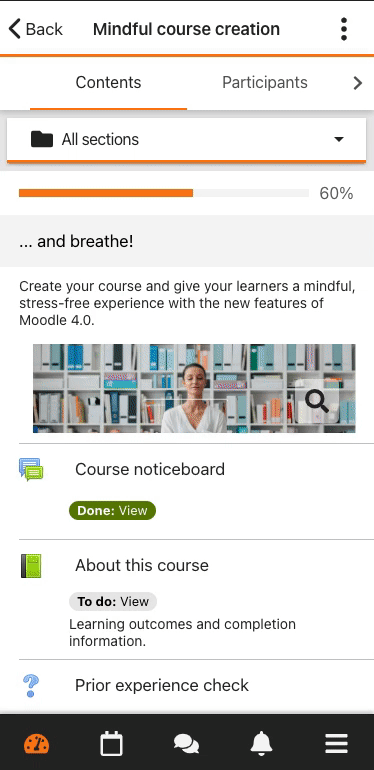 Back
Mindful course creation
Contents
Participants
All sections
60%
... and breathe!
Create your course and give your learners a mindful,
stress-free experience with the new features of
Moodle 4.0.
Course noticeboard
Done: View
About this course
To do: View
Learning outcomes and completion
information.
Prior experience check